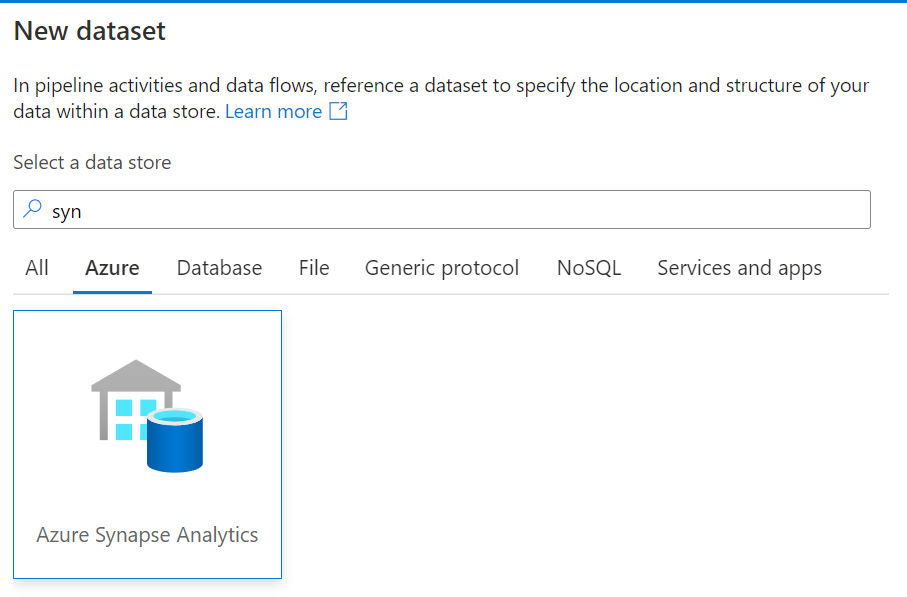 New dataset
In pipeline activities and data flows, reference a dataset to specify the location and structure of your
data within a data store. Learn more
Select a data store
syn
All Azure Database File Generic protocol NoSQL Services and apps
Azure Synapse Analytics